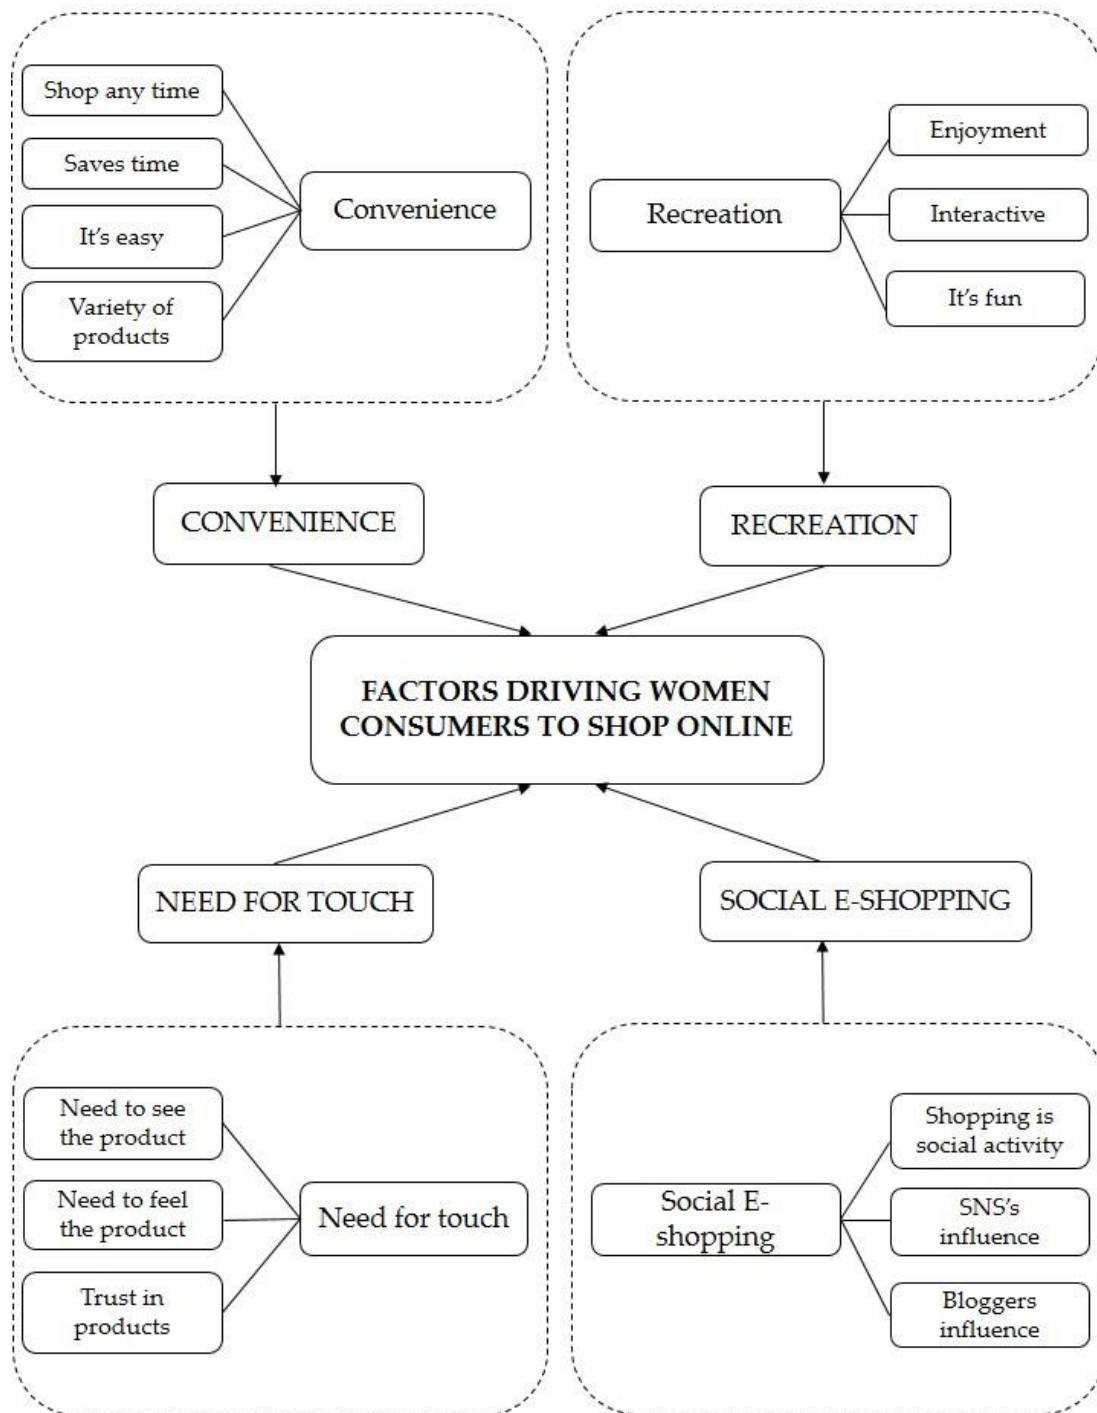 Shop any time
Saves time
It's easy
Variety of
products
Convenience
Recreation
Enjoyment
Interactive
It's fun
CONVENIENCE
RECREATION
FACTORS DRIVING WOMEN
CONSUMERS TO SHOP ONLINE
NEED FOR TOUCH
SOCIAL E-SHOPPING
Need to see
the product
Need to feel
the product
Trust in
products
Need for touch
Social E-
shopping
Shopping is
social activity
SNS's
influence
Bloggers
influence